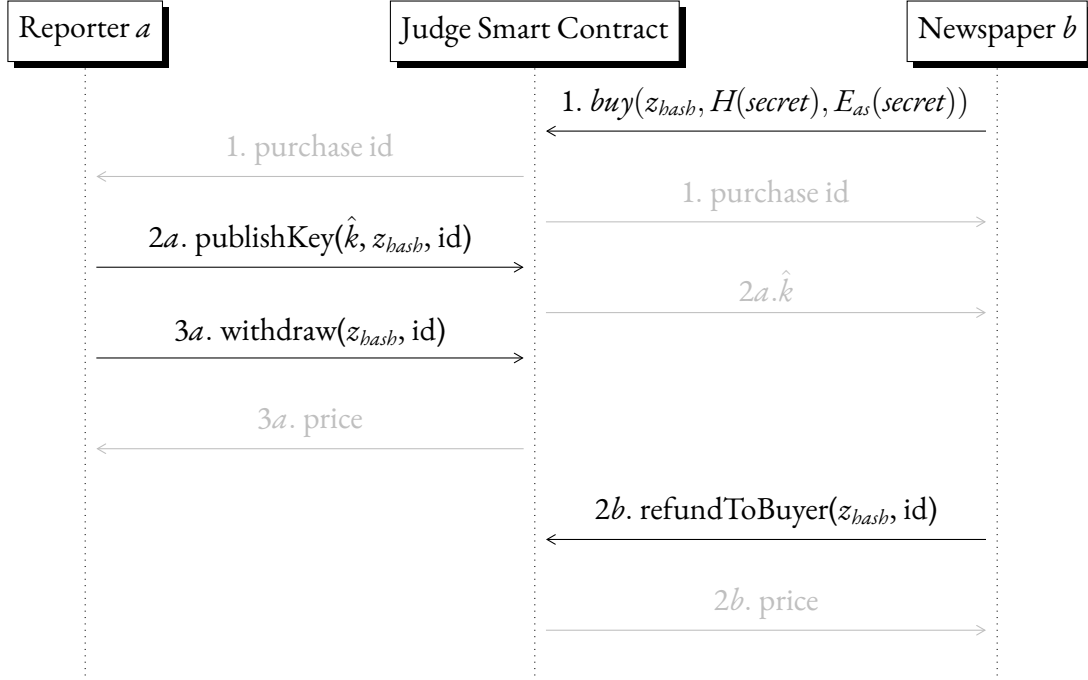 Reporter a
Judge Smart Contract
Newspaper b
1. buy(z_hash, H(secret), E_as(secret))
1. purchase id
1. purchase id
2a. publishKey(k̂, z_hash, id)
2a.k̂
3a. withdraw(z_hash, id)
3a. price
2b. refundToBuyer(z_hash, id)
2b. price